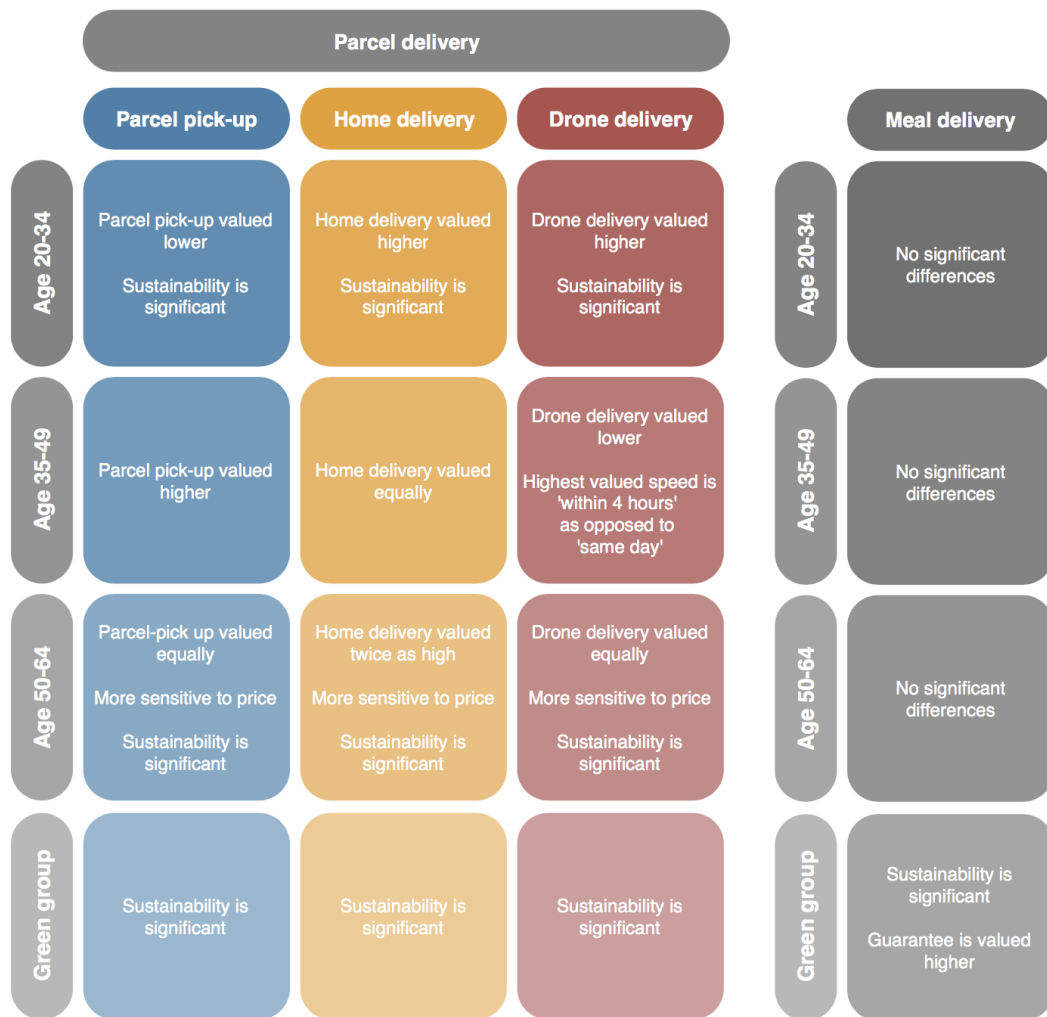 Parcel delivery
Parcel pick-up
Home delivery
Drone delivery
Meal delivery
Age 20-34
Parcel pick-up valued
lower
Sustainability is
significant
Home delivery valued
higher
Sustainability is
significant
Drone delivery valued
higher
Sustainability is
significant
Age 20-34
No significant
differences
Age 35-49
Parcel pick-up valued
higher
Home delivery valued
equally
Drone delivery valued
lower
Highest valued speed is
'within 4 hours'
as opposed to
'same day'
Age 35-49
No significant
differences
Age 50-64
Parcel-pick up valued
equally
More sensitive to price
Sustainability is
significant
Home delivery valued
twice as high
More sensitive to price
Sustainability is
significant
Drone delivery valued
equally
More sensitive to price
Sustainability is
significant
Age 50-64
No significant
differences
Green group
Sustainability is
significant
Sustainability is
significant
Sustainability is
significant
Green group
Sustainability is
significant
Guarantee is valued
higher